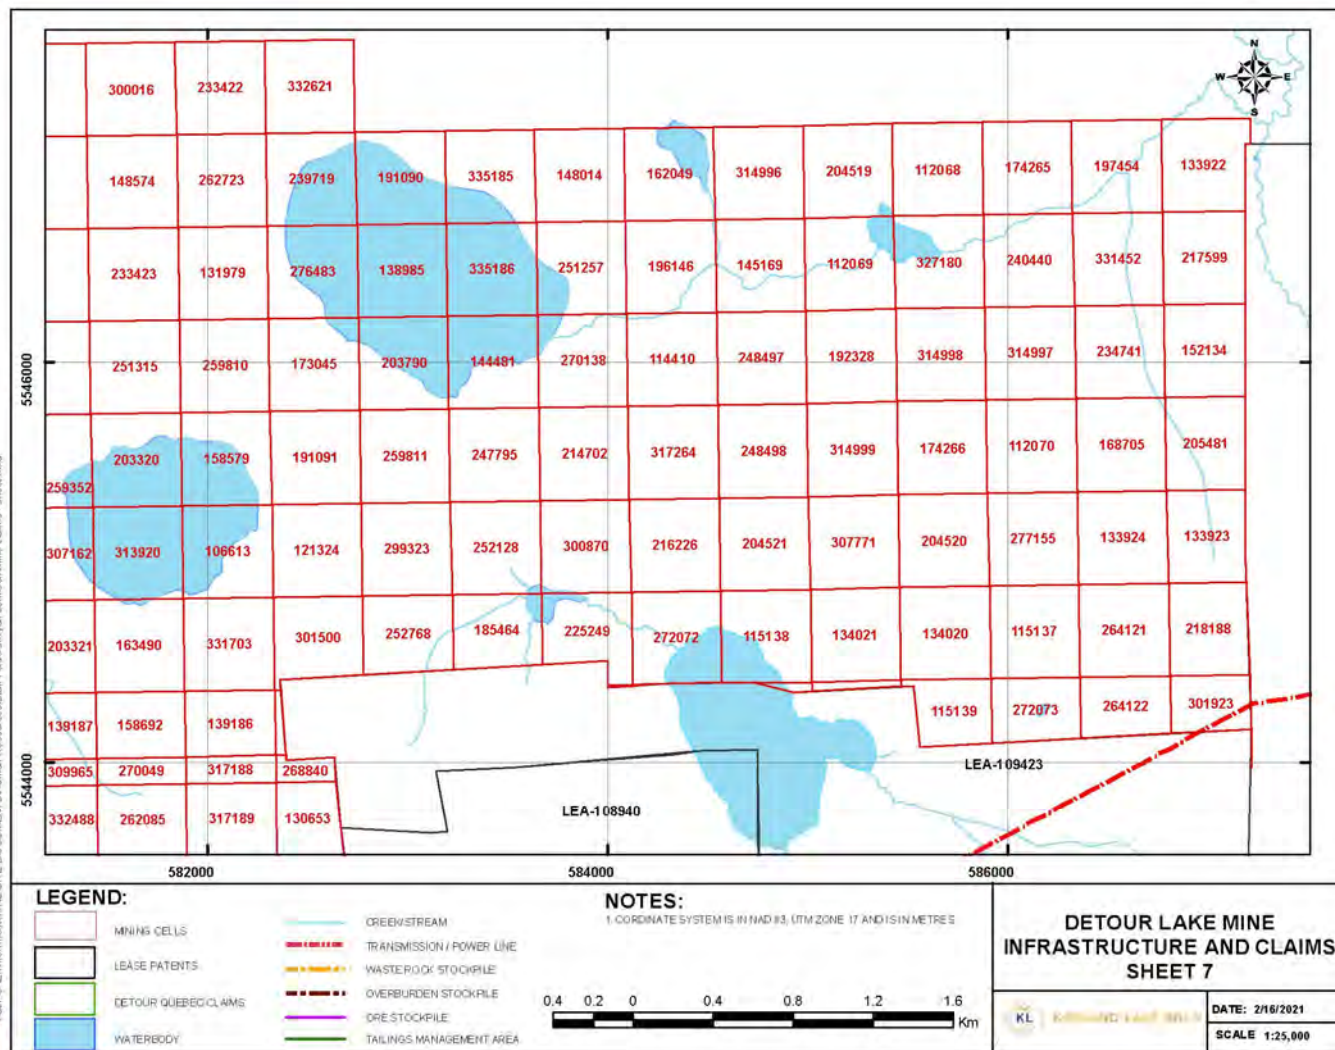 N
W E
S
300016 233422 332621
148574 262723 239719 191090 335185 148014 162049 314996 204519 112068 174265 197454 133922
233423 131979 276483 138985 335186 251257 196146 145169 112069 327180 240440 331452 217599
5546000
251315 259810 173045 203790 144481 270138 114410 248497 192328 314998 314997 234741 152134
203320 158579 191091 259811 247795 214702 317264 248498 314999 174266 112070 168705 205481
259352
307162 313920 106613 121324 299323 252128 300870 216226 204521 307771 204520 277155 133924 133923
203321 163490 331703 301500 252768 185464 225249 272072 115138 134021 134020 115137 264121 218188
139187 158692 139186 115139 272073 264122 301923
5544000
309965 270049 317188 268840 LEA-109423
332488 262085 317189 130653 LEA-108940
582000 584000 586000
LEGEND:
MINING CELLS
LEASE PATENTS
DETOUR QUEBEC CLAIMS
WATERBODY
CREEK/STREAM
TRANSMISSION / POWER LINE
WASTE ROCK STOCKPILE
OVERBURDEN STOCKPILE
ORE STOCKPILE
TAILINGS MANAGEMENT AREA
NOTES:
1. CORDINATE SYSTEM IS IN NAD 83, UTM ZONE 17 AND IS IN METRES
0.4 0.2 0 0.4 0.8 1.2 1.6
Km
DETOUR LAKE MINE
INFRASTRUCTURE AND CLAIMS
SHEET 7
KL KIRKLAND LAKE GOLD
DATE: 2/16/2021
SCALE 1:25,000